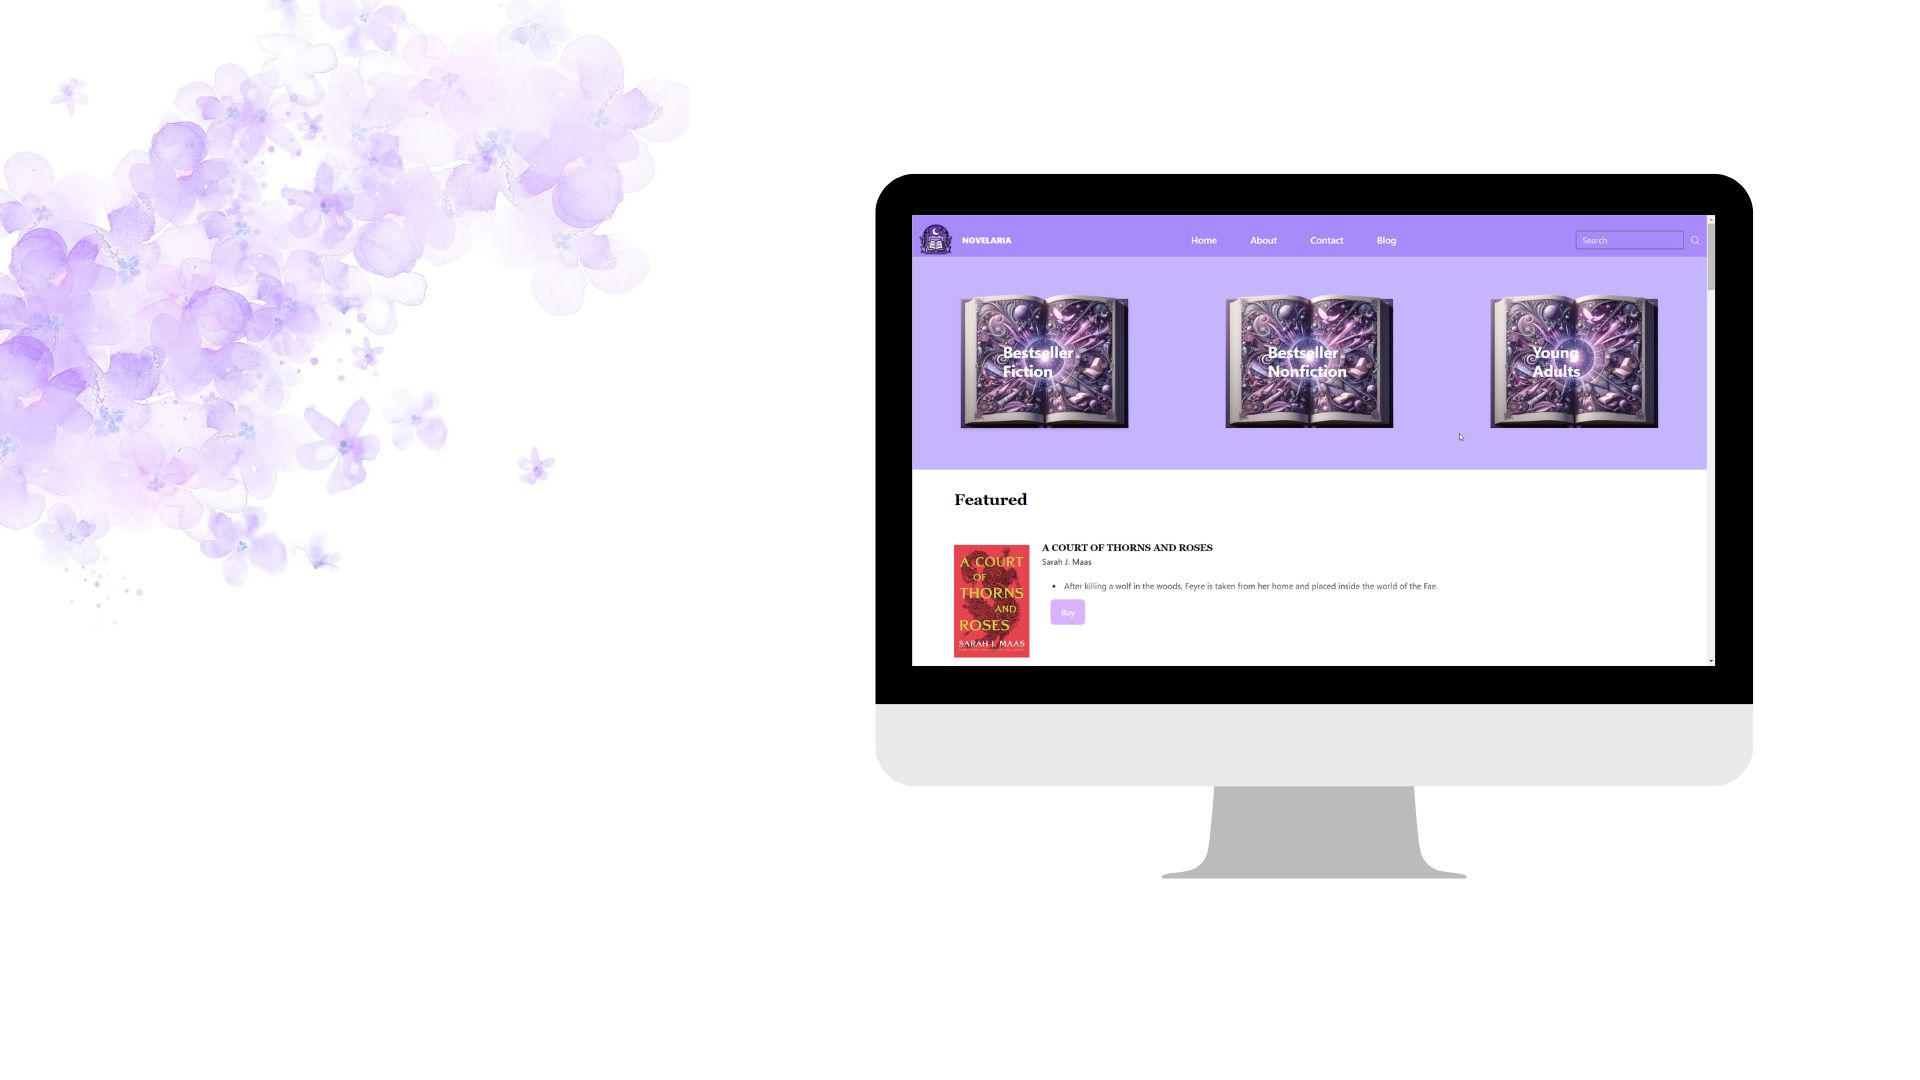 NOVELARIA
Home About Contact Blog
Search
Bestseller
Fiction
Bestseller
Nonfiction
Young
Adults
Featured
A COURT OF THORNS AND ROSES
Sarah J. Maas
After killing a wolf in the woods, Feyre is taken from her home and placed inside the world of the Fae.
Buy
A COURT
OF
THORNS
AND
ROSES
SARAH J. MAAS